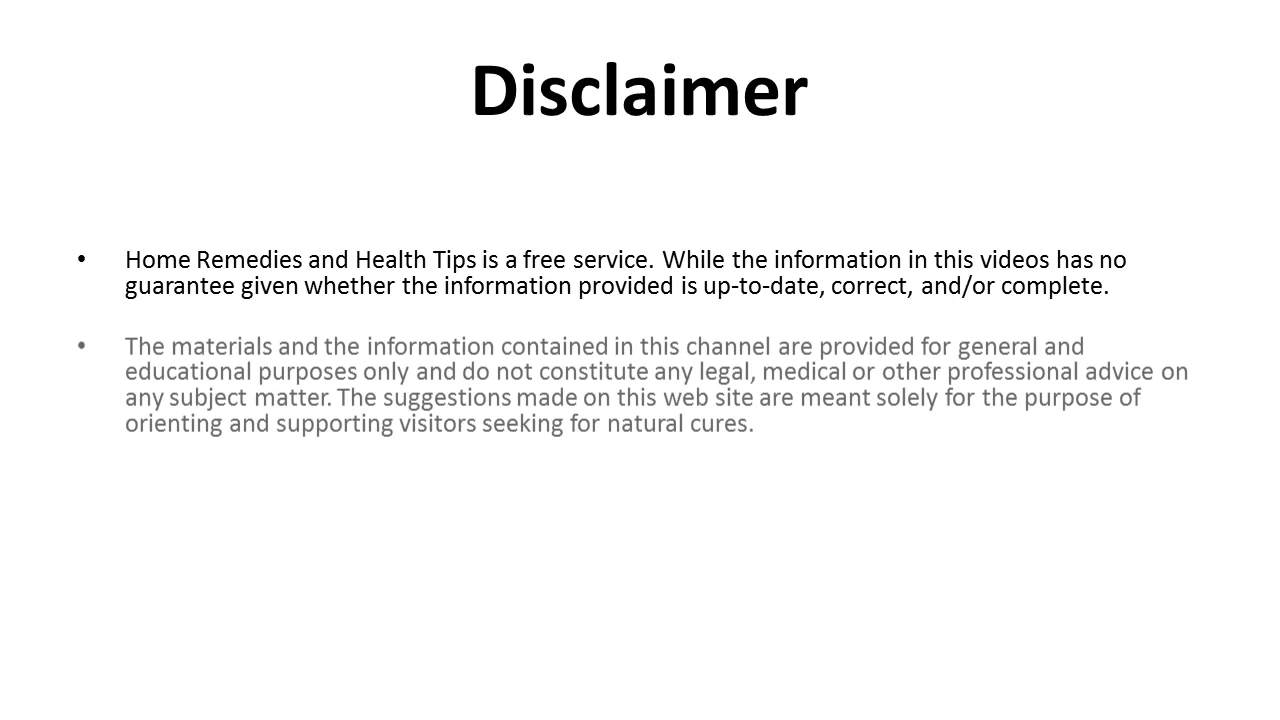 Disclaimer
• Home Remedies and Health Tips is a free service. While the information in this videos has no
guarantee given whether the information provided is up-to-date, correct, and/or complete.
• The materials and the information contained in this channel are provided for general and
educational purposes only and do not constitute any legal, medical or other professional advice on
any subject matter. The suggestions made on this web site are meant solely for the purpose of
orienting and supporting visitors seeking for natural cures.